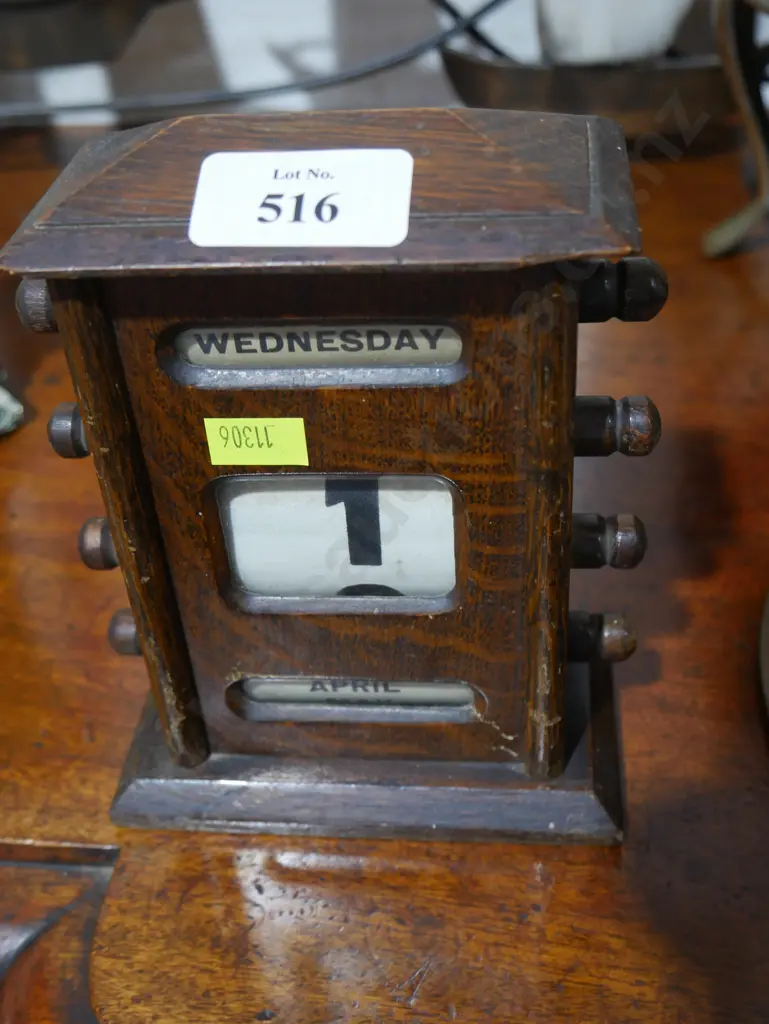 Lot No.
516
WEDNESDAY
11306
1
APRIL